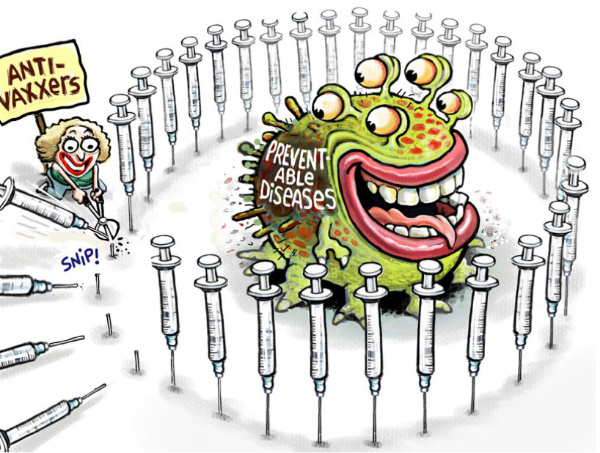 ANTI-
VAXXERS
PREVENT-
ABLE
DISEASES
SNIP!